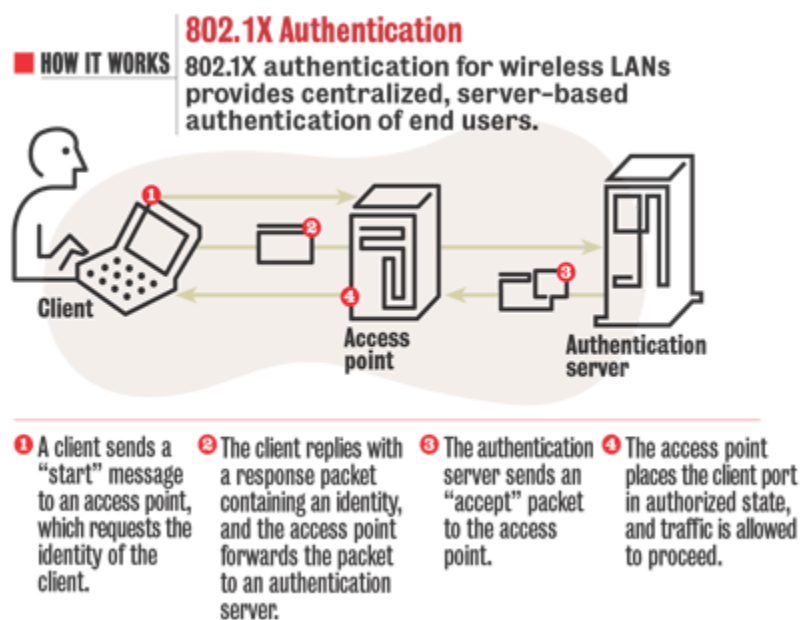 802.1X Authentication
HOW IT WORKS
802.1X authentication for wireless LANs
provides centralized, server-based
authentication of end users.
1
2
3
4
Client
Access
point
Authentication
server
1 A client sends a
“start” message
to an access point,
which requests the
identity of the
client.
2 The client replies with
a response packet
containing an identity,
and the access point
forwards the packet
to an authentication
server.
3 The authentication
server sends an
“accept” packet
to the access
point.
4 The access point
places the client port
in authorized state,
and traffic is allowed
to proceed.